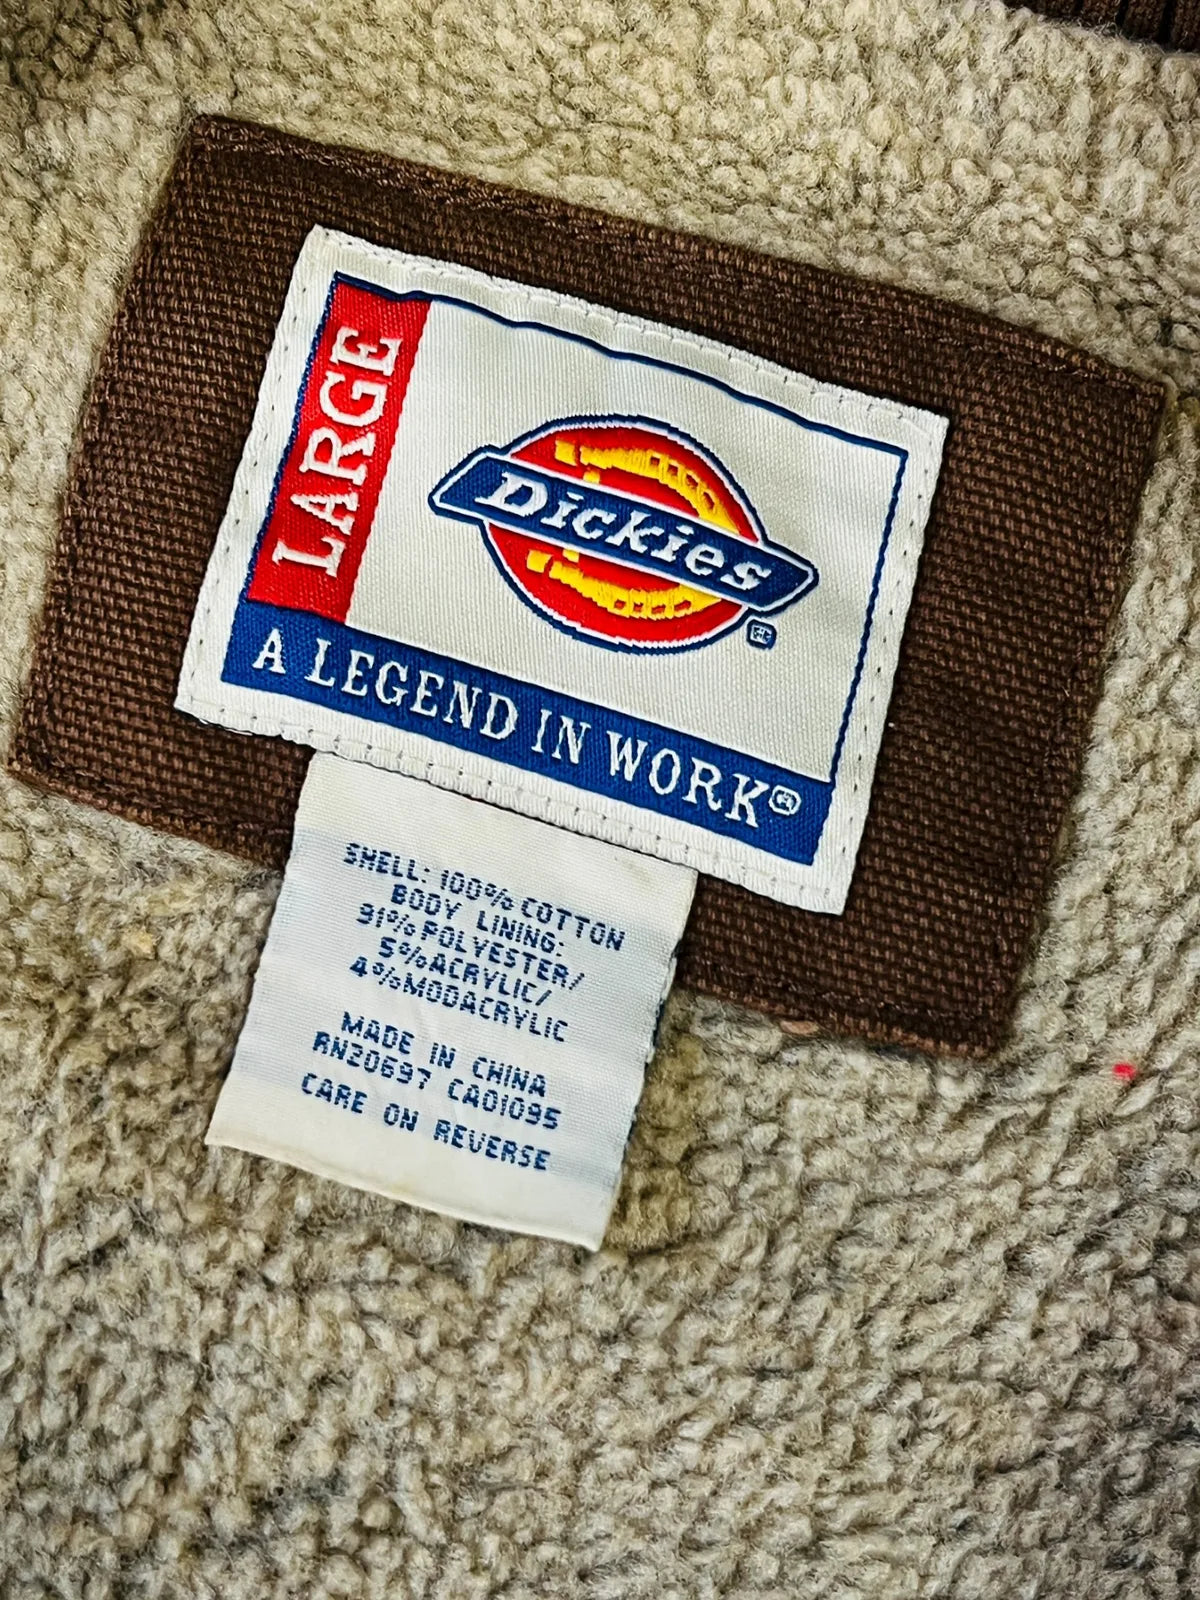 LARGE
Dickies®
A LEGEND IN WORK®
SHELL: 100% COTTON
BODY LINING:
91% POLYESTER/
5% ACRYLIC/
4% MODACRYLIC
MADE IN CHINA
RN20697 CA01095
CARE ON REVERSE